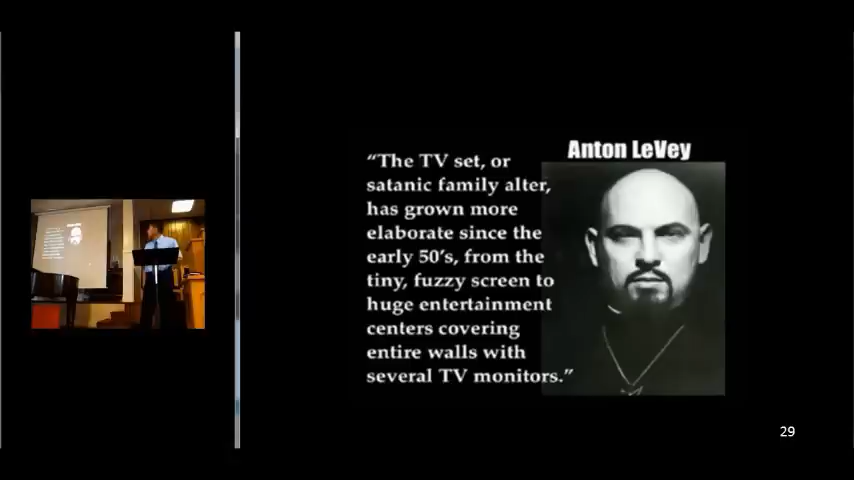 Anton LeVey
“The TV set, or
satanic family alter,
has grown more
elaborate since the
early 50’s, from the
tiny, fuzzy screen to
huge entertainment
centers covering
entire walls with
several TV monitors.”
29